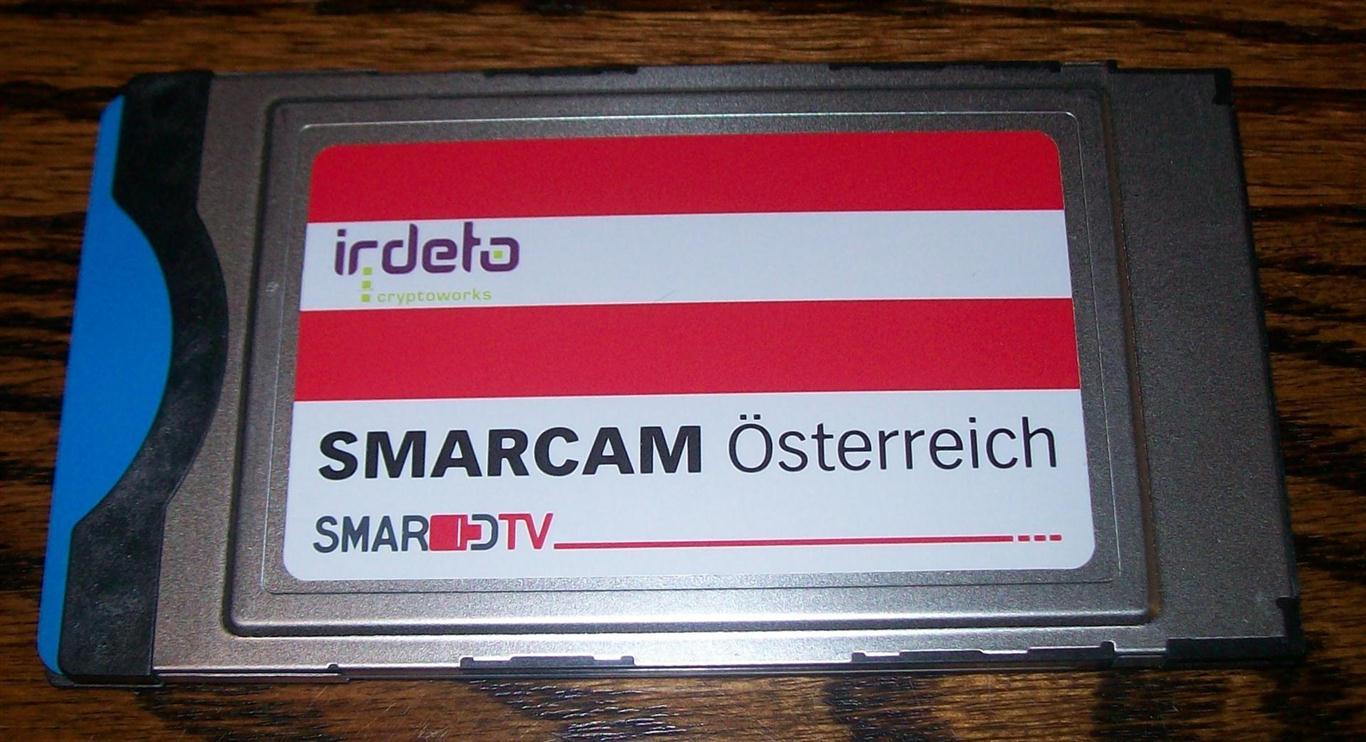 irdeto
cryptoworks
SMARCAM Österreich
SMARDTV